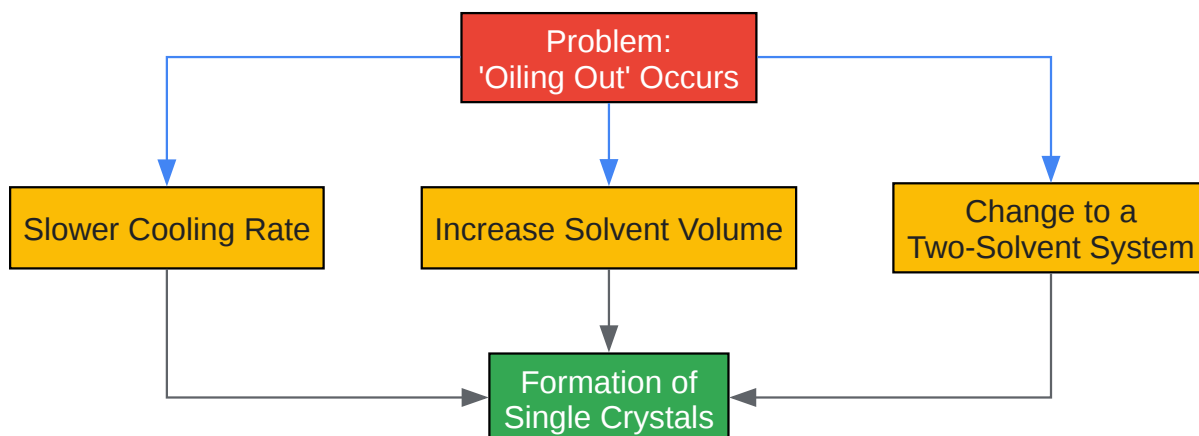 Problem:
'Oiling Out' Occurs
Slower Cooling Rate
Increase Solvent Volume
Change to a
Two-Solvent System
Formation of
Single Crystals